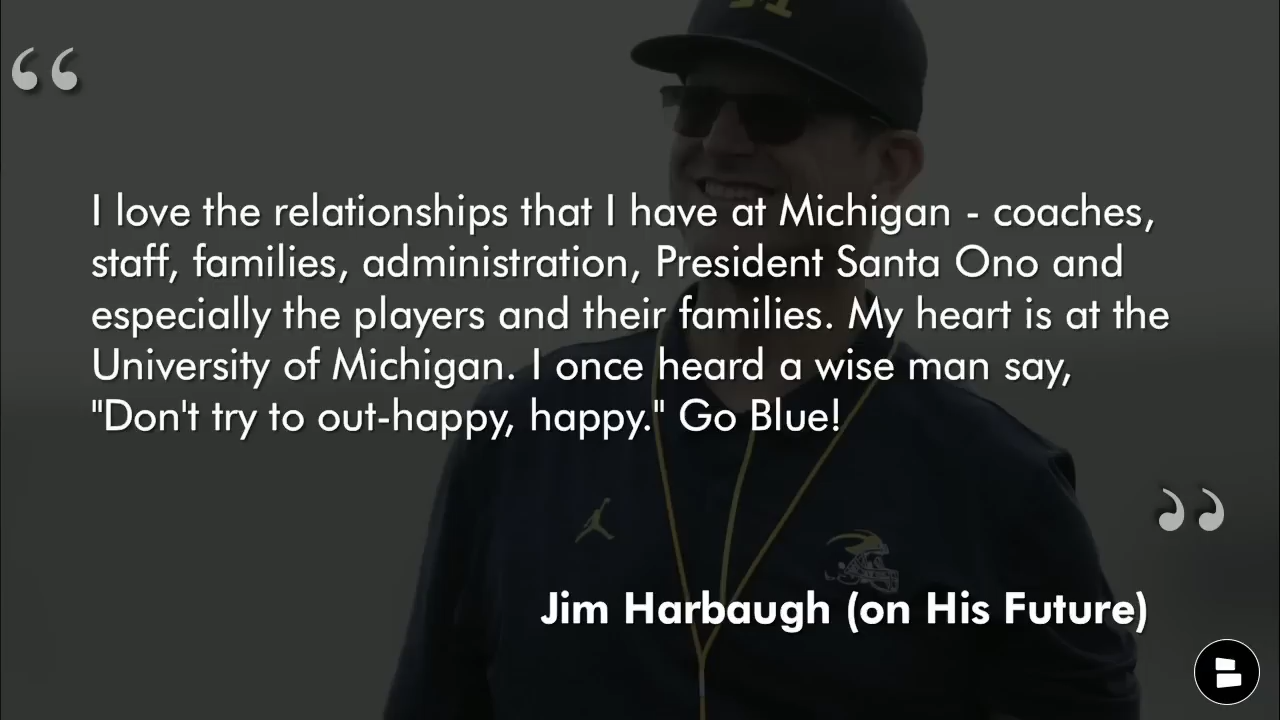 M
“
I love the relationships that I have at Michigan - coaches,
staff, families, administration, President Santa Ono and
especially the players and their families. My heart is at the
University of Michigan. I once heard a wise man say,
"Don't try to out-happy, happy." Go Blue!
”
Jim Harbaugh (on His Future)